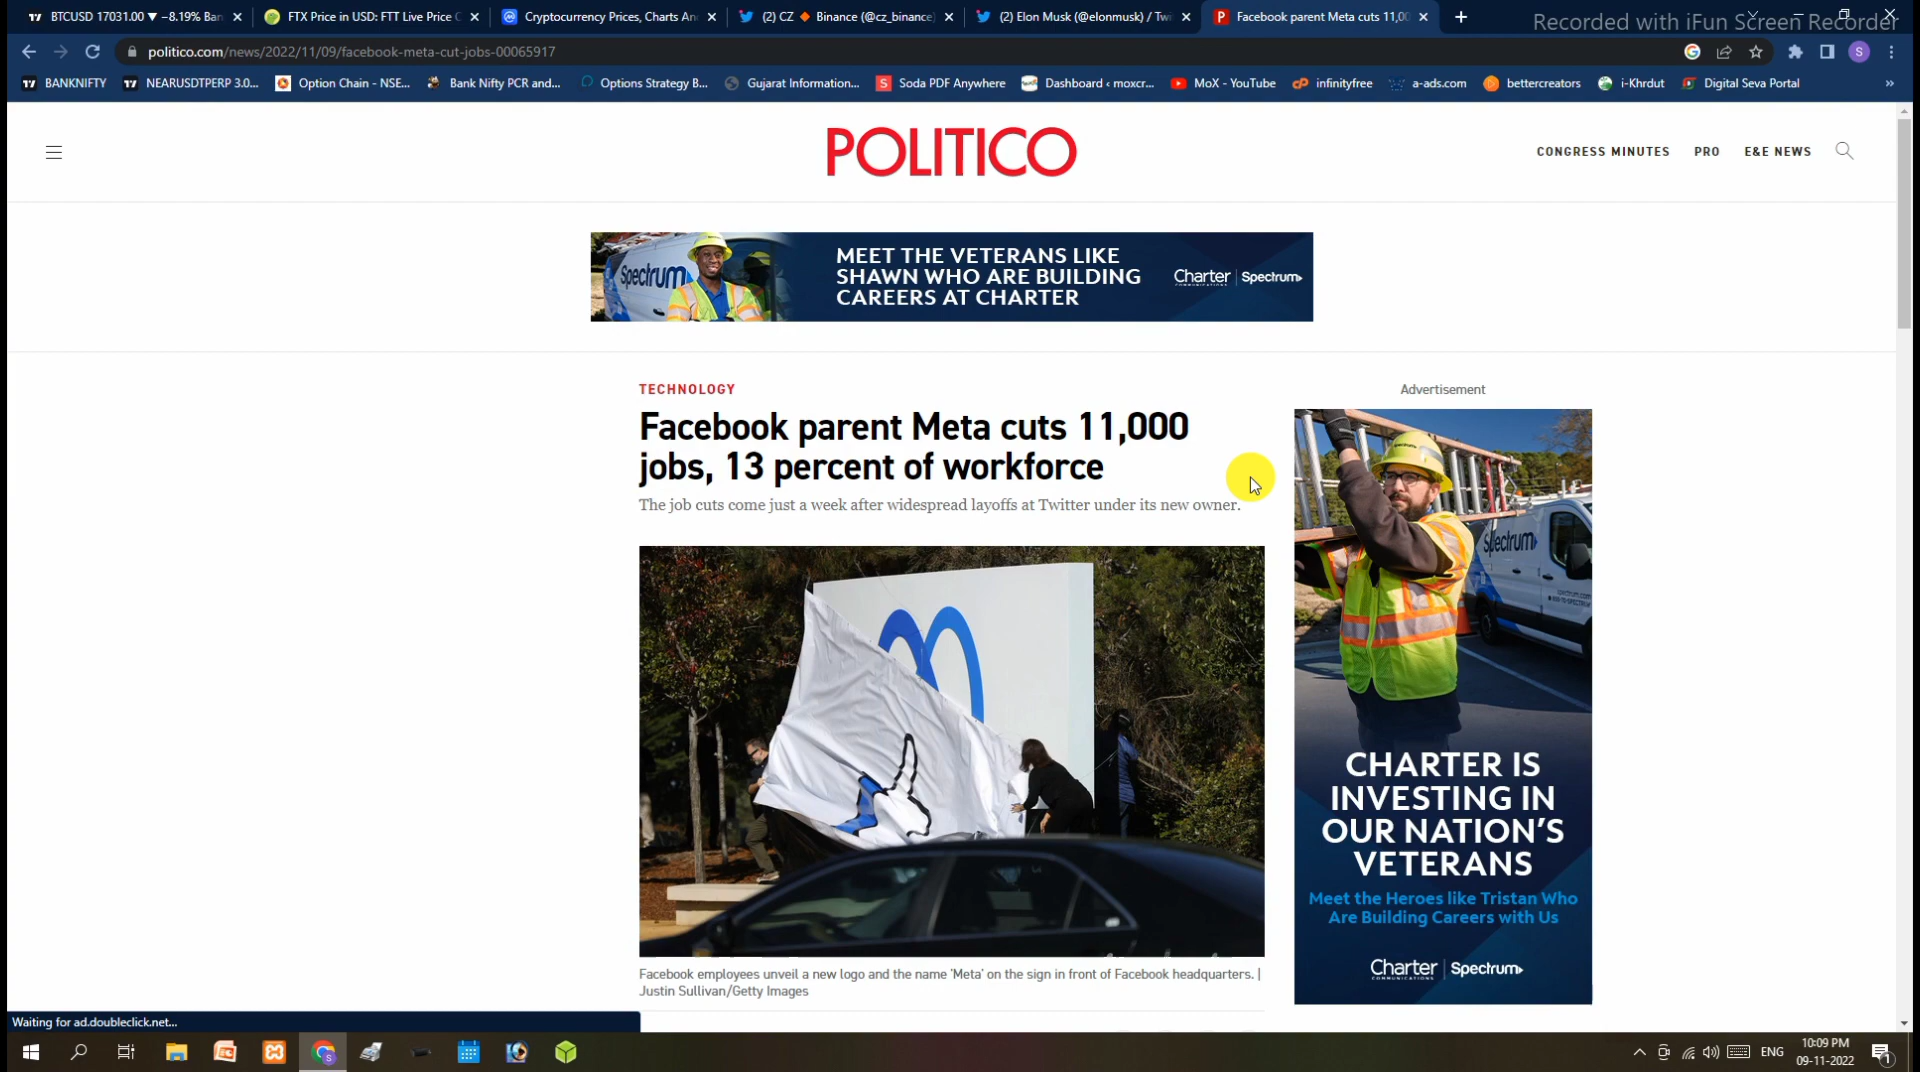 BTCUSD 17031.00 ▼ −8.19% Ban
FTX Price in USD: FTT Live Price C
Cryptocurrency Prices, Charts An
(2) CZ 🔶 Binance (@cz_binance)
(2) Elon Musk (@elonmusk) / Twi
Facebook parent Meta cuts 11,00
Recorded with iFun Screen Recorder
politico.com/news/2022/11/09/facebook-meta-cut-jobs-00065917
S
BANKNIFTY
NEARUSDTPERP 3.0...
Option Chain - NSE...
Bank Nifty PCR and...
Options Strategy B...
Gujarat Information...
Soda PDF Anywhere
Dashboard ‹ moxcr...
MoX - YouTube
infinityfree
a-ads.com
bettercreators
i-Khrdut
Digital Seva Portal
»
POLITICO
CONGRESS MINUTES
PRO
E&E NEWS
Spectrum
MEET THE VETERANS LIKE
SHAWN WHO ARE BUILDING
CAREERS AT CHARTER
Charter
COMMUNICATIONS
Spectrum
TECHNOLOGY
Facebook parent Meta cuts 11,000
jobs, 13 percent of workforce
The job cuts come just a week after widespread layoffs at Twitter under its new owner.
Facebook employees unveil a new logo and the name 'Meta' on the sign in front of Facebook headquarters. |
Justin Sullivan/Getty Images
Advertisement
Spectrum
CHARTER IS
INVESTING IN
OUR NATION'S
VETERANS
Meet the Heroes like Tristan Who
Are Building Careers with Us
Charter
COMMUNICATIONS
Spectrum
Waiting for ad.doubleclick.net...
ENG
10:09 PM
09-11-2022
1